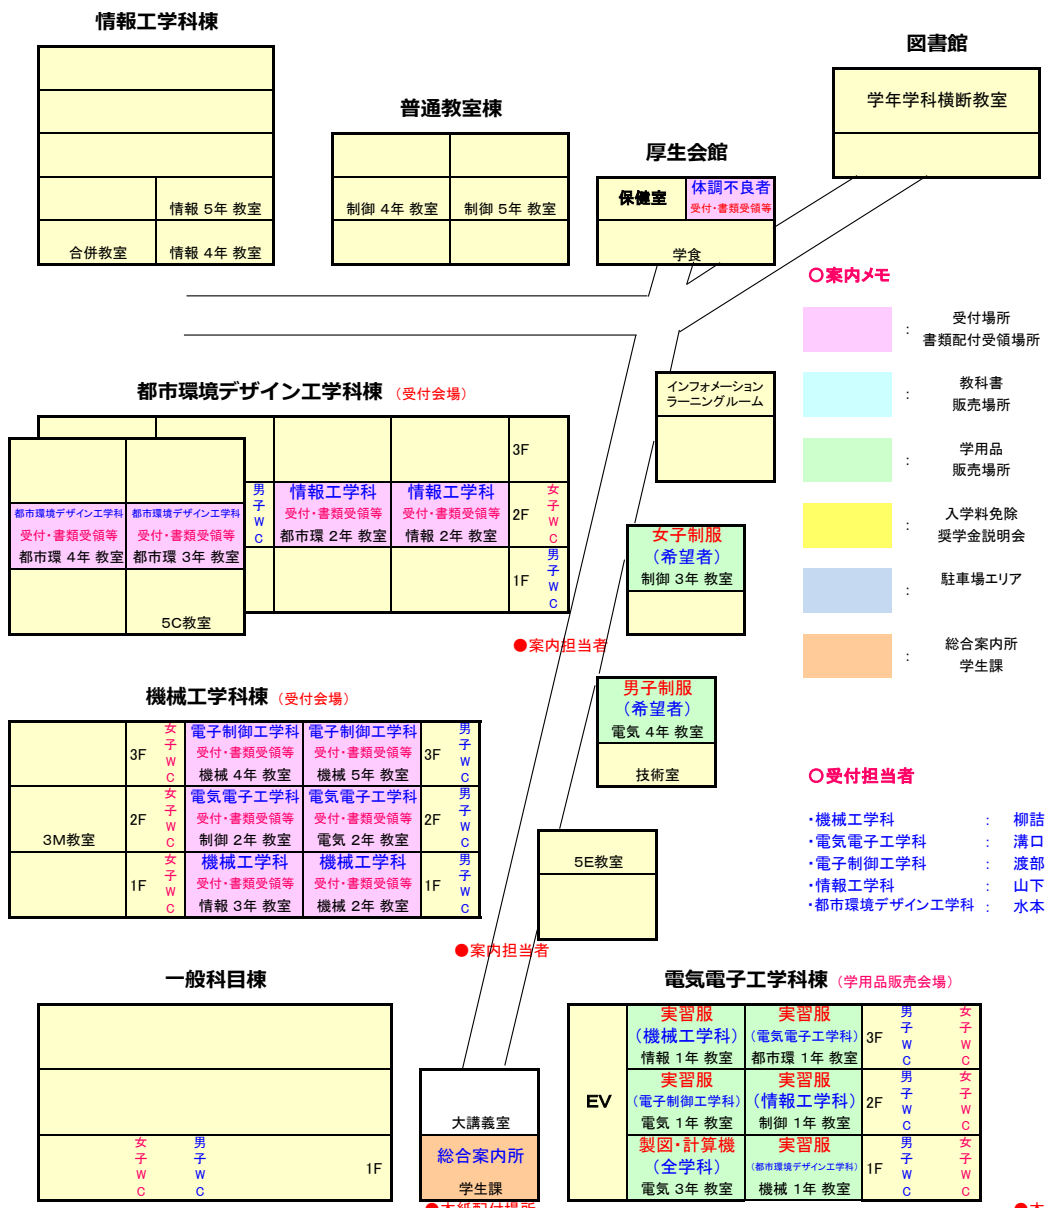 情報工学科棟
情報 5年 教室
合併教室
情報 4年 教室
普通教室棟
制御 4年 教室
制御 5年 教室
厚生会館
保健室
体調不良者
受付・書類受領等
学食
図書館
学年学科横断教室
〇案内メモ
：
受付場所
書類配付受領場所
：
教科書
販売場所
：
学用品
販売場所
：
入学料免除
奨学金説明会
：
駐車場エリア
：
総合案内所
学生課
都市環境デザイン工学科棟 （受付会場）
3F
都市環境デザイン工学科
受付・書類受領等
都市環 4年 教室
都市環境デザイン工学科
受付・書類受領等
都市環 3年 教室
男子WC
情報工学科
受付・書類受領等
都市環 2年 教室
情報工学科
受付・書類受領等
情報 2年 教室
2F
女子WC
5C教室
1F
男子WC
インフォメーション
ラーニングルーム
女子制服
（希望者）
制御 3年 教室
●案内担当者
男子制服
（希望者）
電気 4年 教室
技術室
機械工学科棟 （受付会場）
3F
女子WC
電子制御工学科
受付・書類受領等
機械 4年 教室
電子制御工学科
受付・書類受領等
機械 5年 教室
3F
男子WC
3M教室
2F
女子WC
電気電子工学科
受付・書類受領等
制御 2年 教室
電気電子工学科
受付・書類受領等
電気 2年 教室
2F
男子WC
1F
女子WC
機械工学科
受付・書類受領等
情報 3年 教室
機械工学科
受付・書類受領等
機械 2年 教室
1F
男子WC
5E教室
〇受付担当者
・機械工学科 ： 柳詰
・電気電子工学科 ： 溝口
・電子制御工学科 ： 渡部
・情報工学科 ： 山下
・都市環境デザイン工学科 ： 水本
●案内担当者
一般科目棟
女子WC
男子WC
1F
大講義室
総合案内所
学生課
●本紙配付場所
電気電子工学科棟 （学用品販売会場）
EV
実習服
（機械工学科）
情報 1年 教室
実習服
（電気電子工学科）
都市環 1年 教室
3F
男子WC
女子WC
実習服
（電子制御工学科）
電気 1年 教室
実習服
（情報工学科）
制御 1年 教室
2F
男子WC
女子WC
製図・計算機
（全学科）
電気 3年 教室
実習服
（都市環境デザイン工学科）
機械 1年 教室
1F
男子WC
女子WC